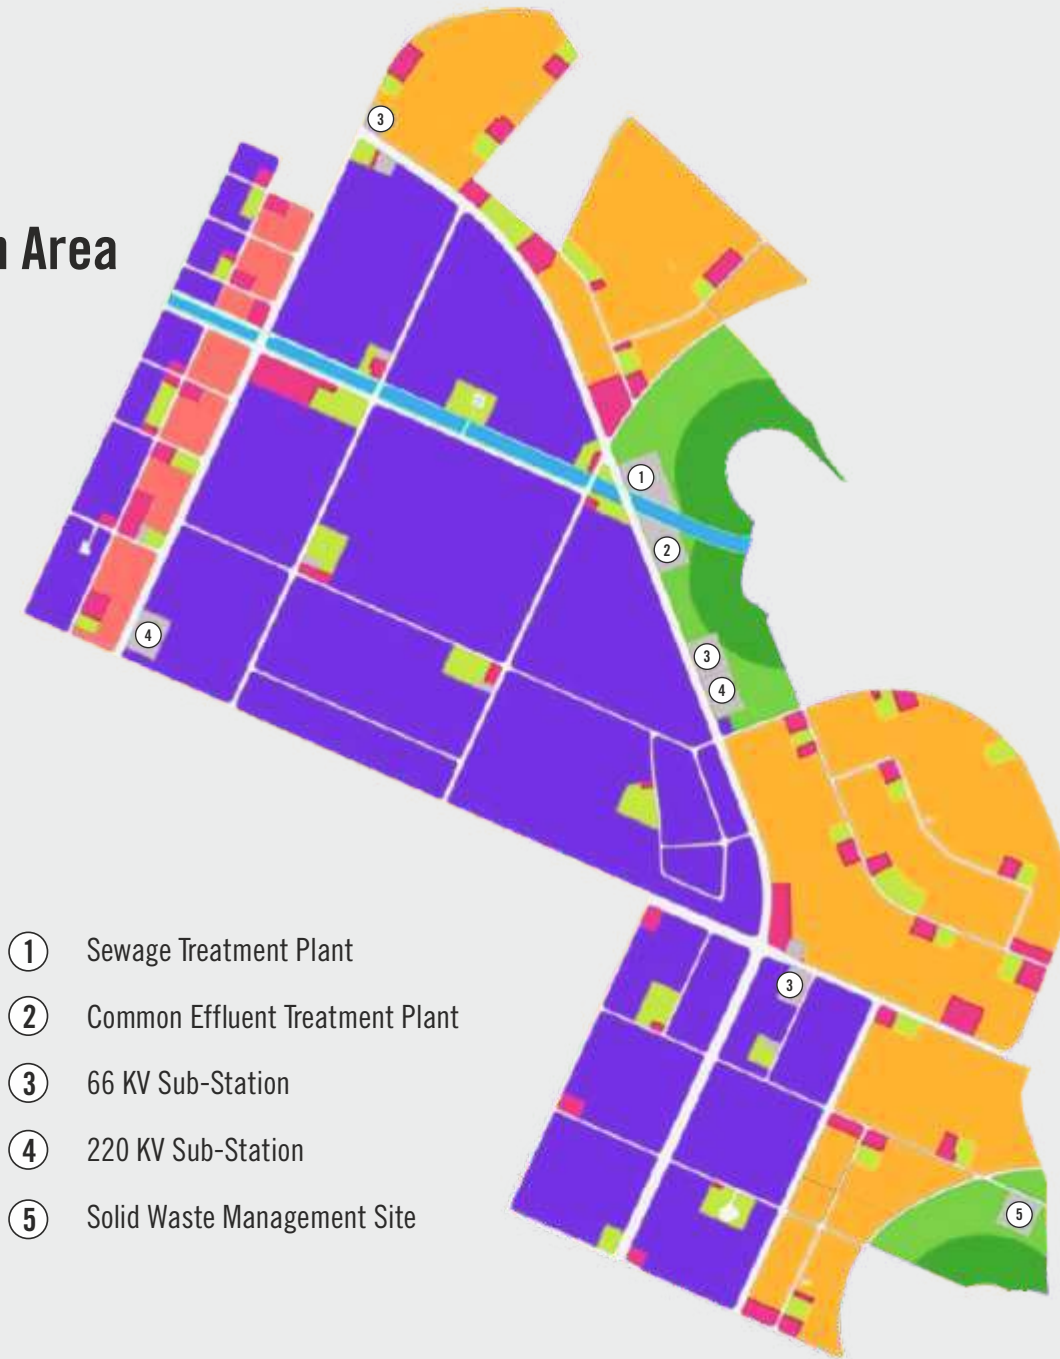 3
Area
1
2
3
4
4
3
5
1 Sewage Treatment Plant
2 Common Effluent Treatment Plant
3 66 KV Sub-Station
4 220 KV Sub-Station
5 Solid Waste Management Site